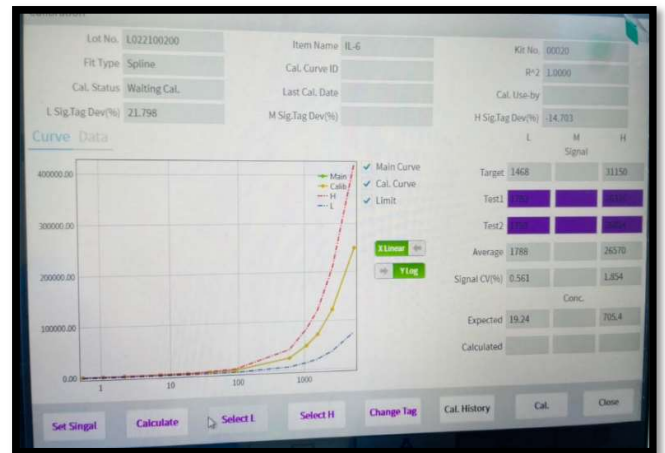 Lot No. L022100200 Item Name IL-6 Kit No. 00020
Fit Type Spline Cal. Curve ID R^2 1.0000
Cal. Status Waiting Cal. Last Cal. Date Cal. Use-by
L Sig.Tag Dev(%) 21.798 M Sig.Tag Dev(%) H Sig.Tag Dev(%) -14.703
Curve Data
L M H
Signal
Target 1468 31150
Test1
Test2
Average 1788 26570
Signal CV(%) 0.561 1.854
Conc.
Expected 19.24 705.4
Calculated
Main
Calib
H
L
Main Curve
Cal. Curve
Limit
X Linear
Y Log
400000.00
300000.00
200000.00
100000.00
0.00
1 10 100 1000
Set Singal Calculate Select L Select H Change Tag Cal. History Cal. Close